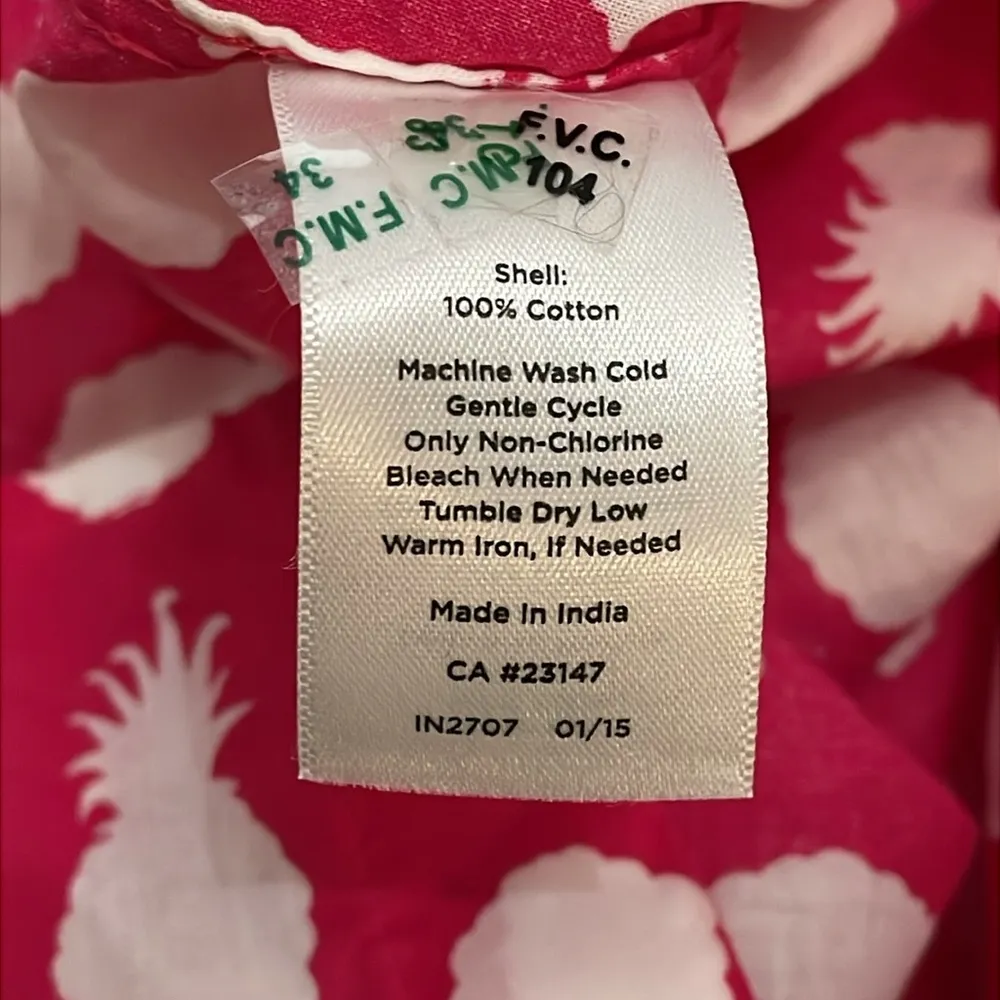 F.V.C.
104
F.M.C
34
M.C
Shell:
100% Cotton
Machine Wash Cold
Gentle Cycle
Only Non-Chlorine
Bleach When Needed
Tumble Dry Low
Warm Iron, If Needed
Made In India
CA #23147
IN2707 01/15